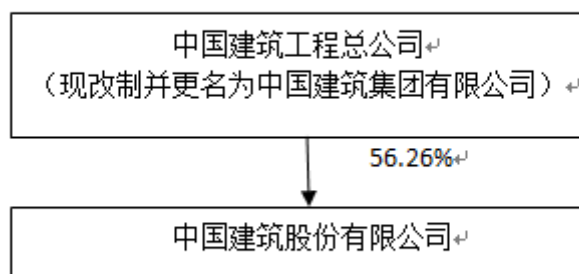 中国建筑工程总公司
（现改制并更名为中国建筑集团有限公司）
56.26%
中国建筑股份有限公司